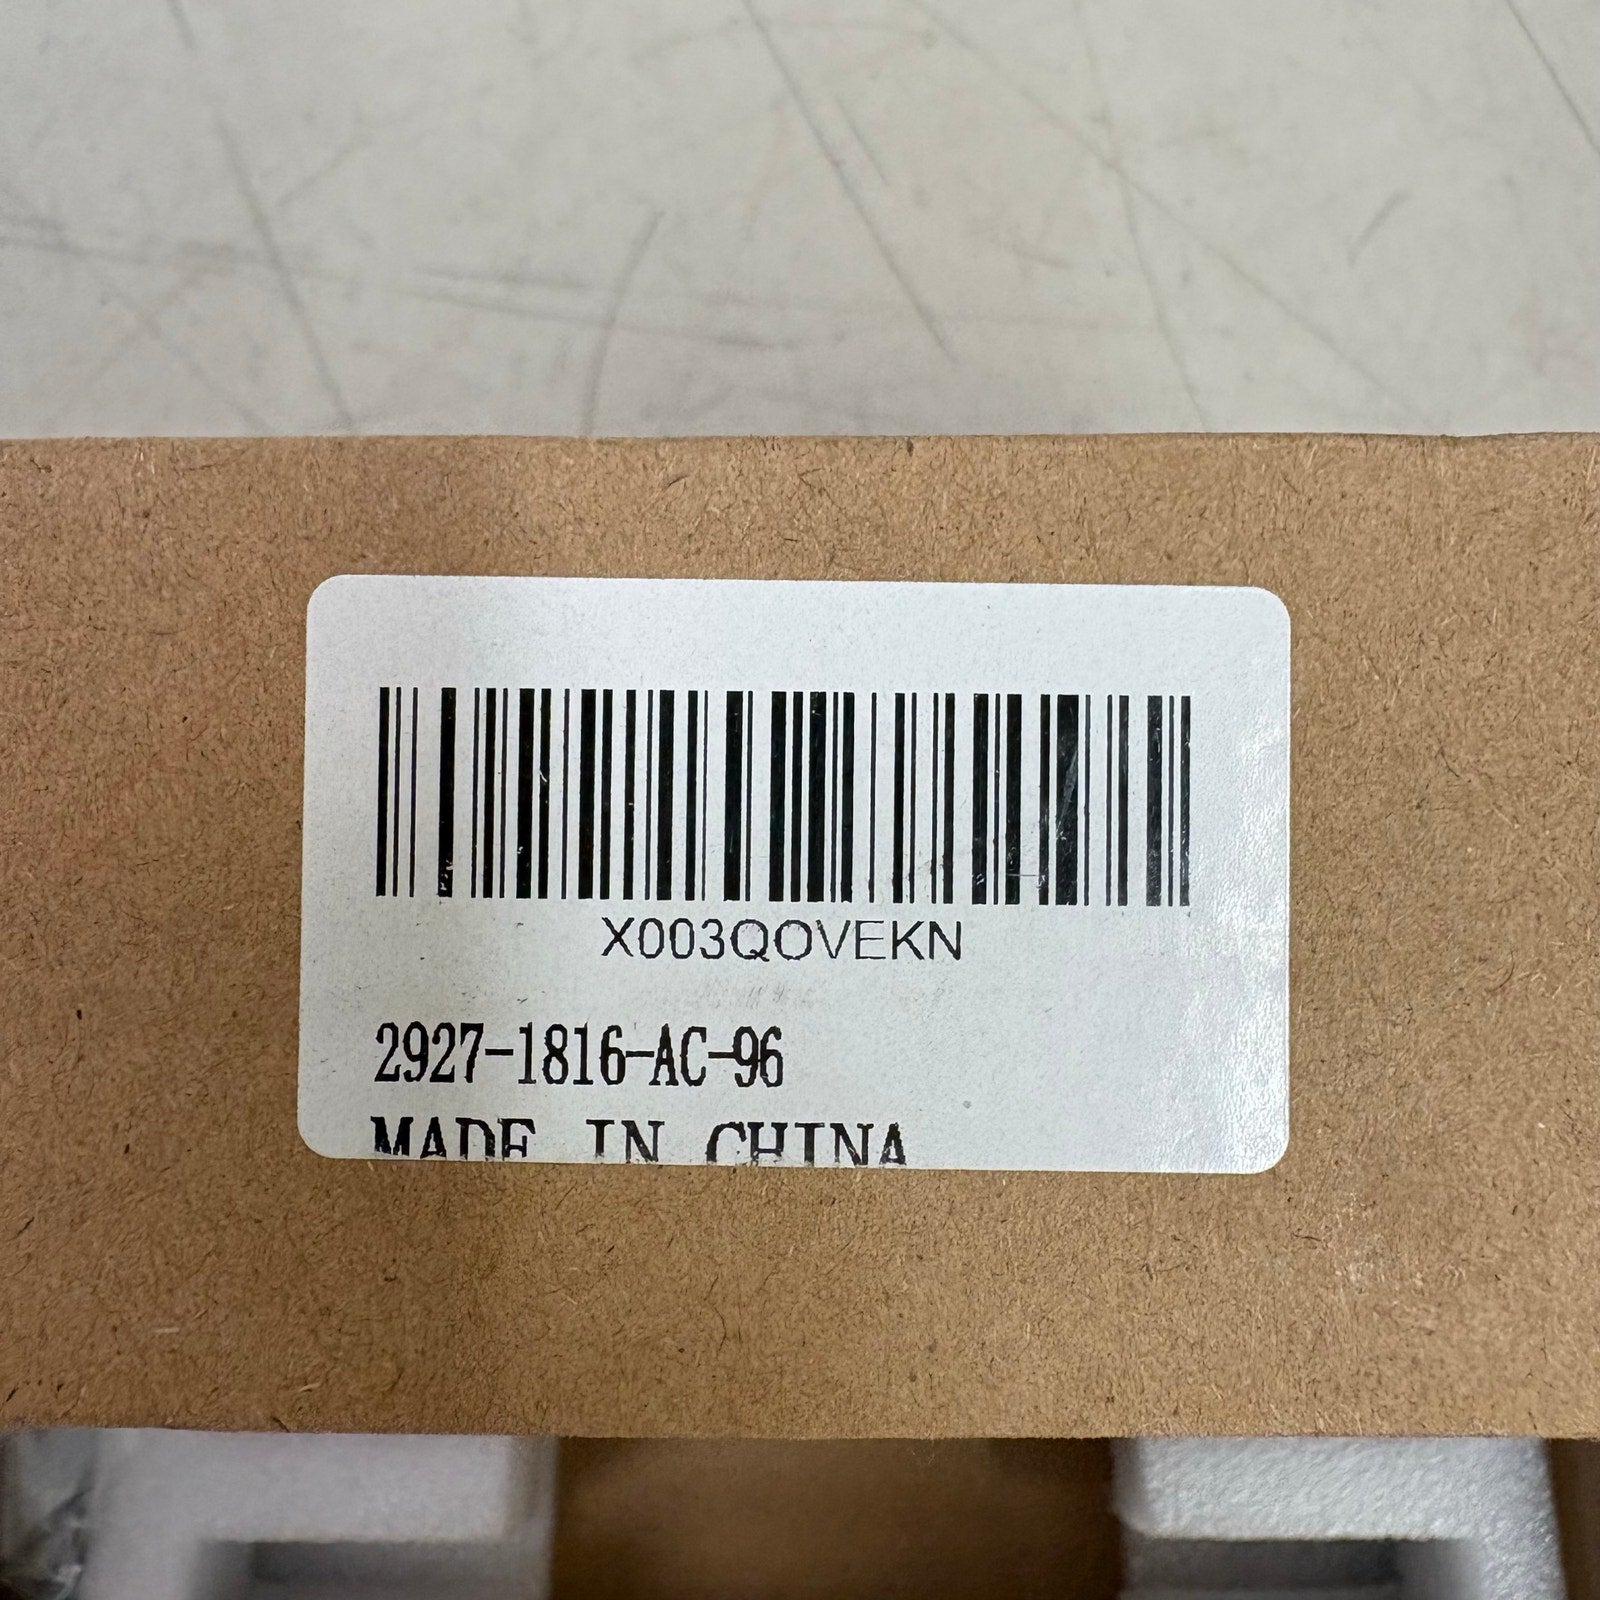 X003QOVEKN
2927-1816-AC-96
MADE IN CHINA